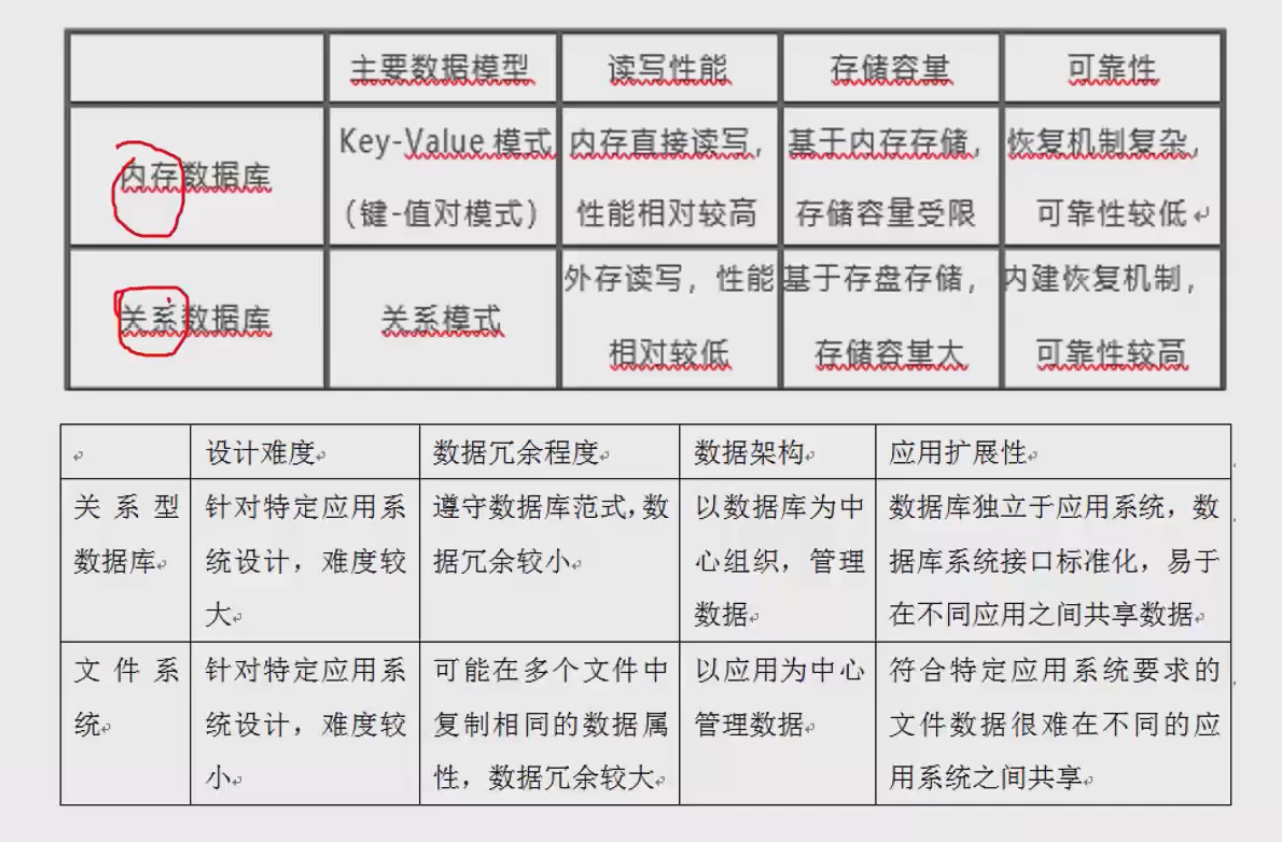 主要数据模型 读写性能 存储容量 可靠性
Key-Value 模式 内存直接读写， 基于内存存储， 恢复机制复杂，
内存数据库
（键-值对模式） 性能相对较高 存储容量受限 可靠性较低
外存读写，性能 基于存盘存储， 内建恢复机制，
关系数据库 关系模式
相对较低 存储容量大 可靠性较高
设计难度 数据冗余程度 数据架构 应用扩展性
关系型 针对特定应用系 遵守数据库范式，数 以数据库为中 数据库独立于应用系统，数
数据库 统设计，难度较 据冗余较小 心组织，管理 据库系统接口标准化，易于
大 数据 在不同应用之间共享数据
文件系 针对特定应用系 可能在多个文件中 以应用为中心 符合特定应用系统要求的
统 统设计，难度较 复制相同的数据属 管理数据 文件数据很难在不同的应
小 性，数据冗余较大 用系统之间共享